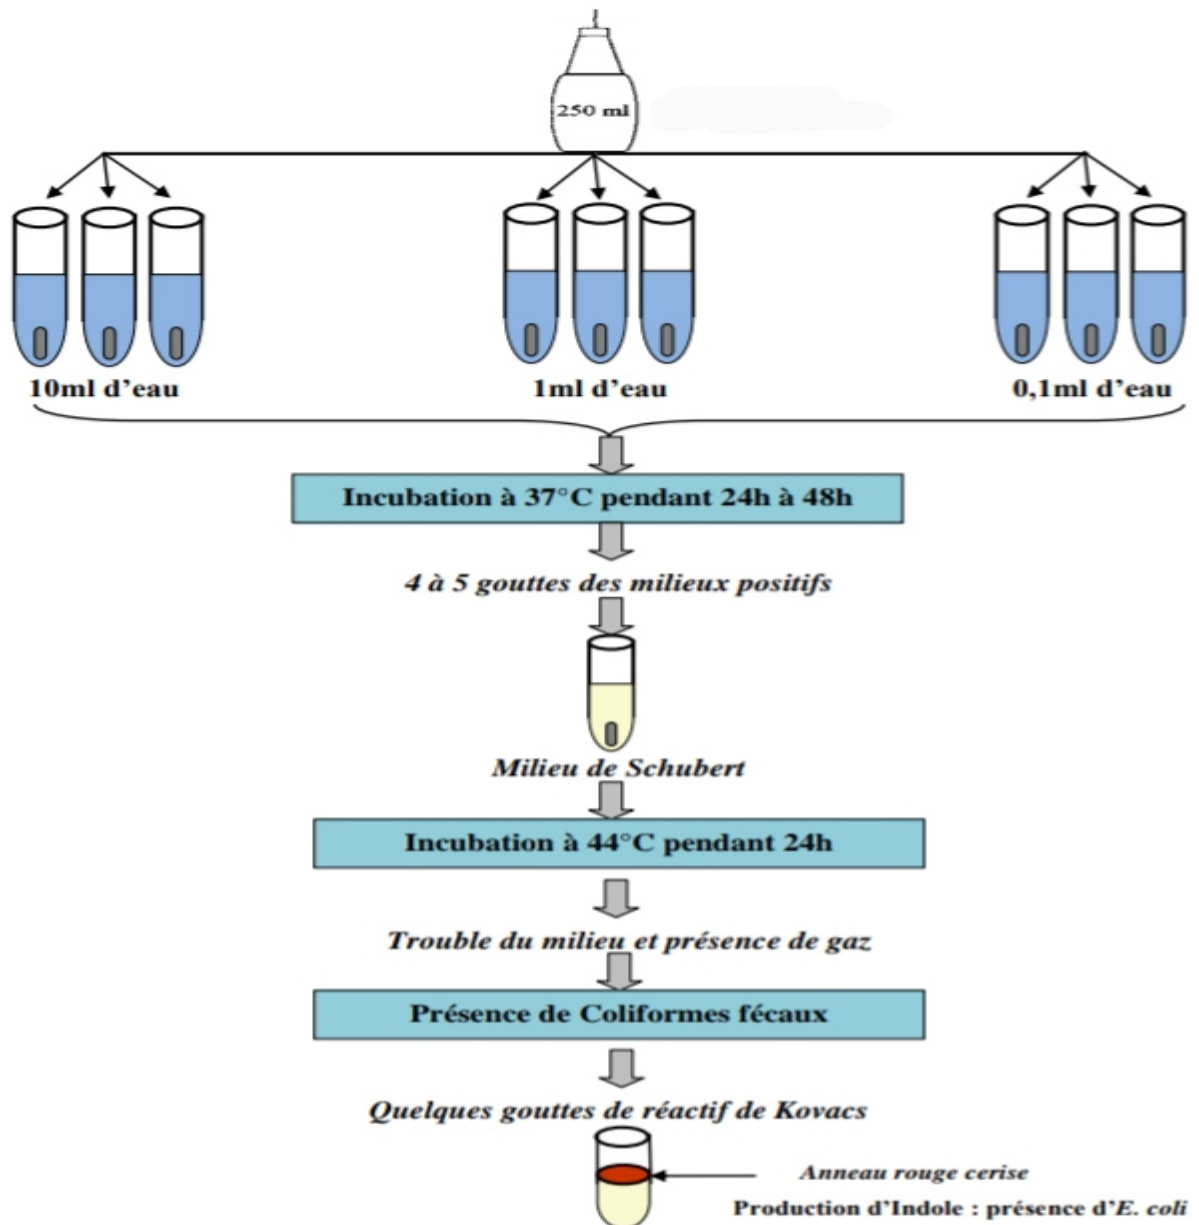 250 ml
10ml d'eau
1ml d'eau
0,1ml d'eau
Incubation à 37°C pendant 24h à 48h
4 à 5 gouttes des milieux positifs
Milieu de Schubert
Incubation à 44°C pendant 24h
Trouble du milieu et présence de gaz
Présence de Coliformes fécaux
Quelques gouttes de réactif de Kovacs
Anneau rouge cerise
Production d'Indole : présence d'E. coli